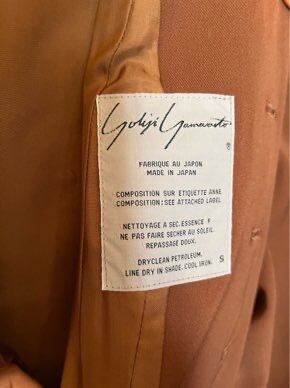 Yohji Yamamoto
®
FABRIQUE AU JAPON
MADE IN JAPAN
COMPOSITION SUR ETIQUETTE ANNE
COMPOSITION: SEE ATTACHED LABEL
NETTOYAGE A SEC. ESSENCE
NE PAS FAIRE SECHER AU SOLEIL.
REPASSAGE DOUX.
DRYCLEAN PETROLEUM.
LINE DRY IN SHADE. COOL IRON.
S